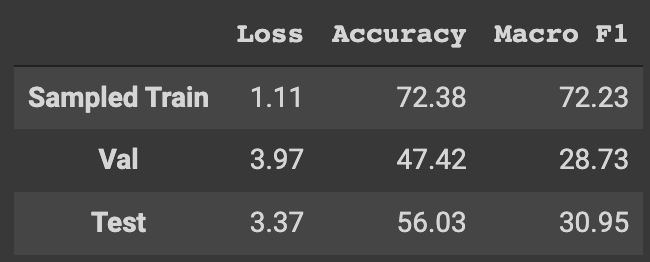 Loss Accuracy Macro F1
Sampled Train 1.11 72.38 72.23
Val 3.97 47.42 28.73
Test 3.37 56.03 30.95